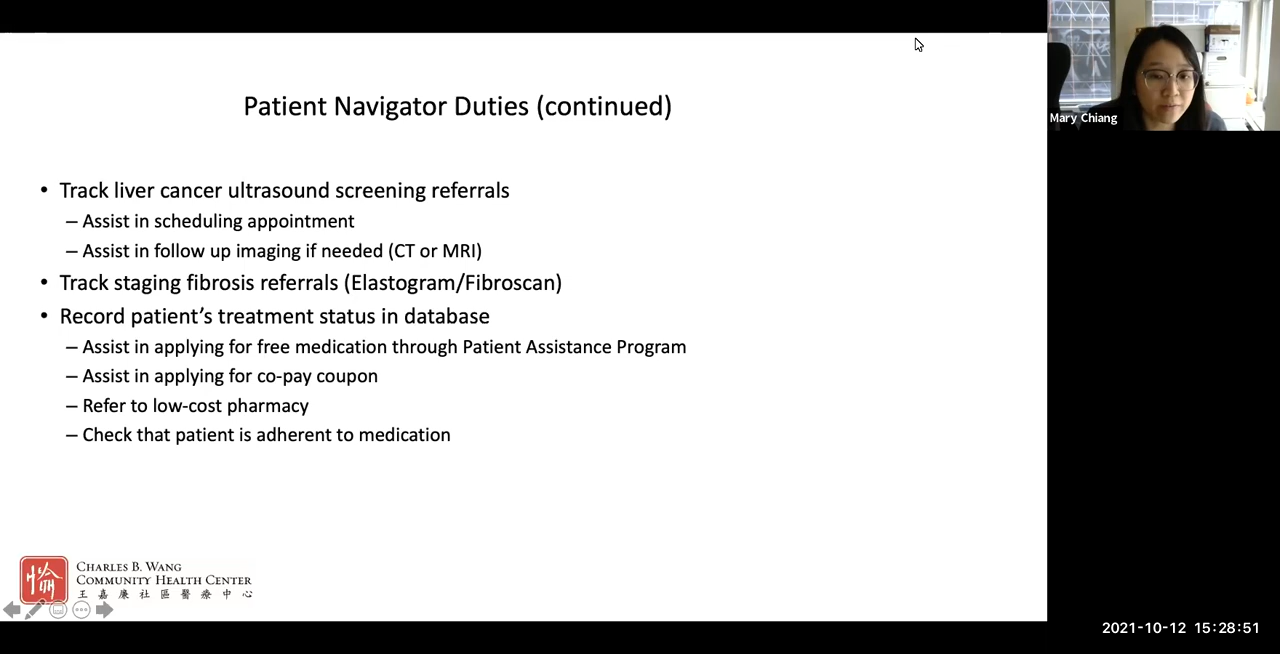 Patient Navigator Duties (continued)
• Track liver cancer ultrasound screening referrals
– Assist in scheduling appointment
– Assist in follow up imaging if needed (CT or MRI)
• Track staging fibrosis referrals (Elastogram/Fibroscan)
• Record patient’s treatment status in database
– Assist in applying for free medication through Patient Assistance Program
– Assist in applying for co-pay coupon
– Refer to low-cost pharmacy
– Check that patient is adherent to medication
CHARLES B. WANG
COMMUNITY HEALTH CENTER
王嘉廉社區醫療中心
Mary Chiang
2021-10-12 15:28:51